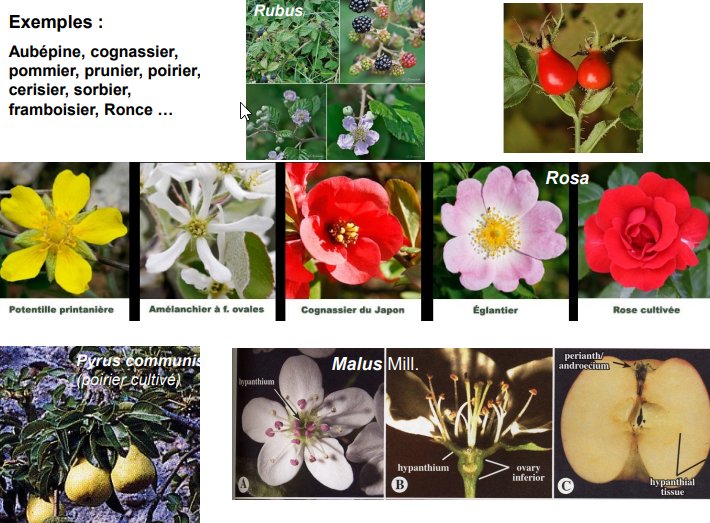 Exemples :
Aubépine, cognassier,
pommier, prunier, poirier,
cerisier, sorbier,
framboisier, Ronce …
Rubus
Rosa
Potentille printanière
Amélanchier à f. ovales
Cognassier du Japon
Églantier
Rose cultivée
Pyrus communis
(poirier cultivé)
Malus Mill.
hypanthium
A
hypanthium
ovary
inferior
B
perianth/
androecium
hypanthial
tissue
C